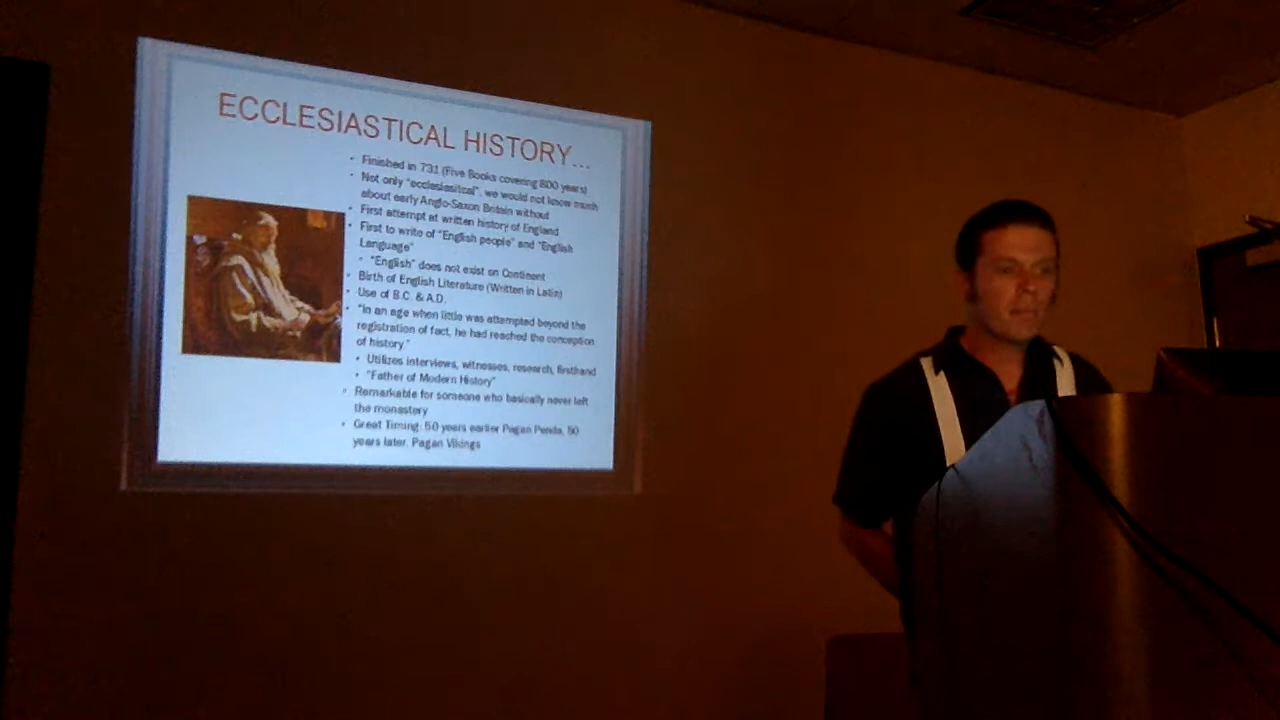 ECCLESIASTICAL HISTORY...
• Finished in 731 (Five Books covering 800 years)
• Not only "ecclesiasitcal", we would not know much
about early Anglo-Saxon Britain without
• First attempt at written history of England
• First to write of "English people" and "English
Language"
• "English" does not exist on Continent
• Birth of English Literature (Written in Latin)
• Use of B.C. & A.D.
• "In an age when little was attempted beyond the
registration of fact, he had reached the conception
of history."
• Utilizes interviews, witnesses, research, firsthand
• "Father of Modern History"
• Remarkable for someone who basically never left
the monastery
• Great Timing: 50 years earlier Pagan Penda, 50
years later, Pagan Vikings